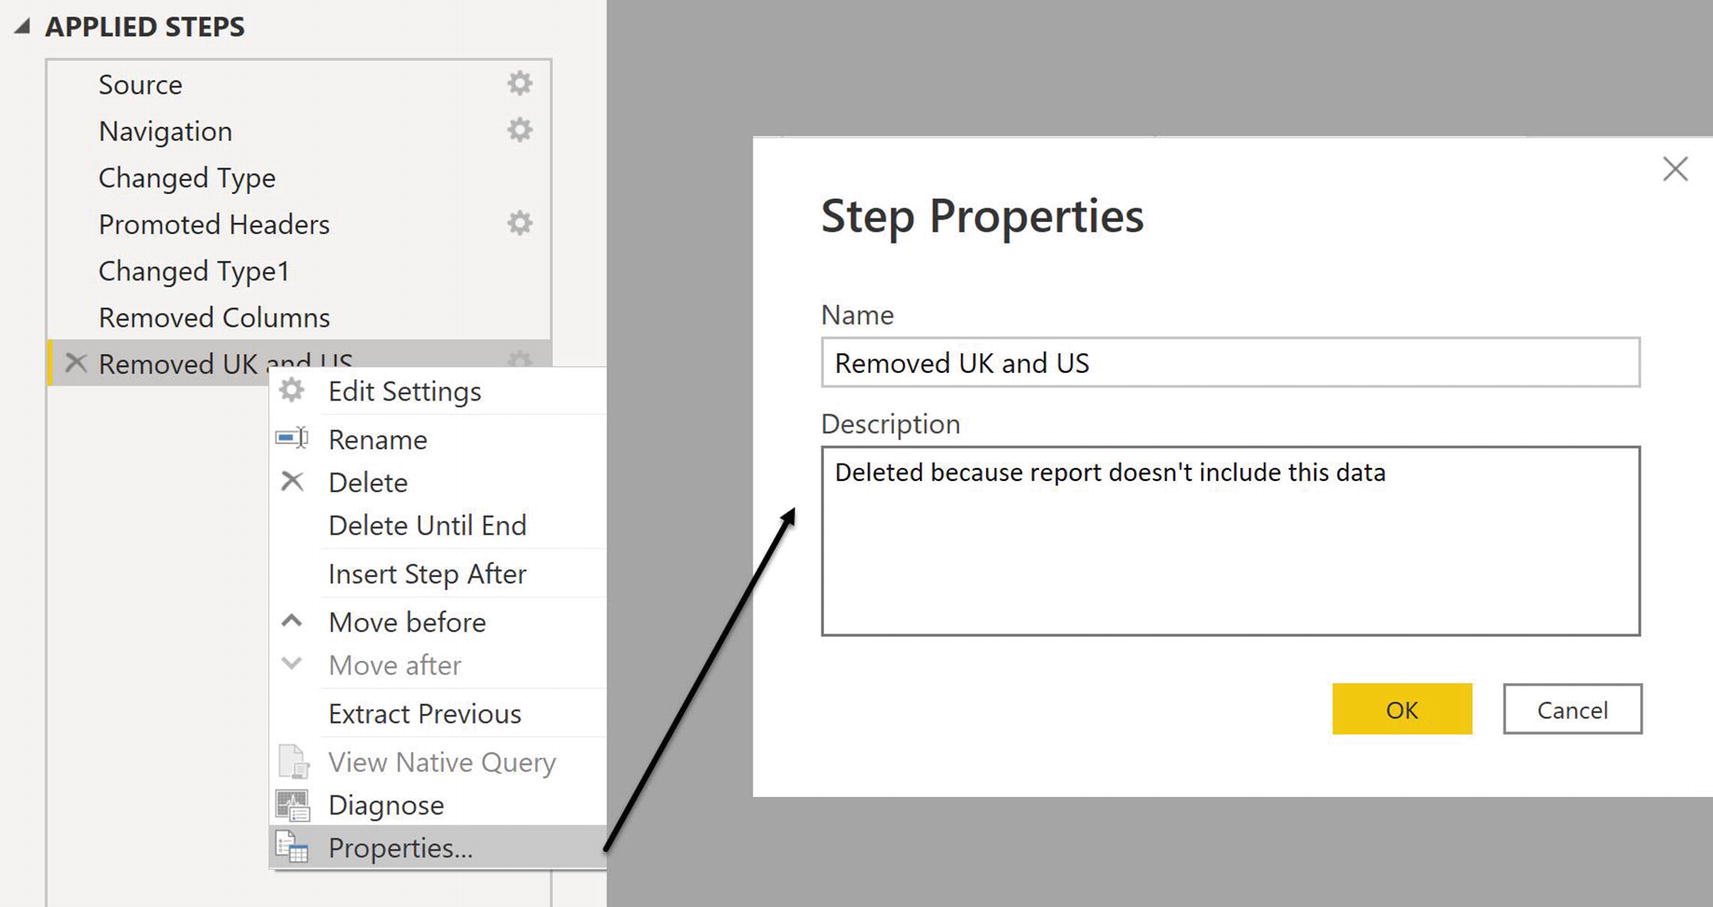 APPLIED STEPS
Source
Navigation
Changed Type
Promoted Headers
Changed Type1
Removed Columns
Removed UK and US
Edit Settings
Rename
Delete
Delete Until End
Insert Step After
Move before
Move after
Extract Previous
View Native Query
Diagnose
Properties...
Step Properties
Name
Removed UK and US
Description
Deleted because report doesn't include this data
OK
Cancel